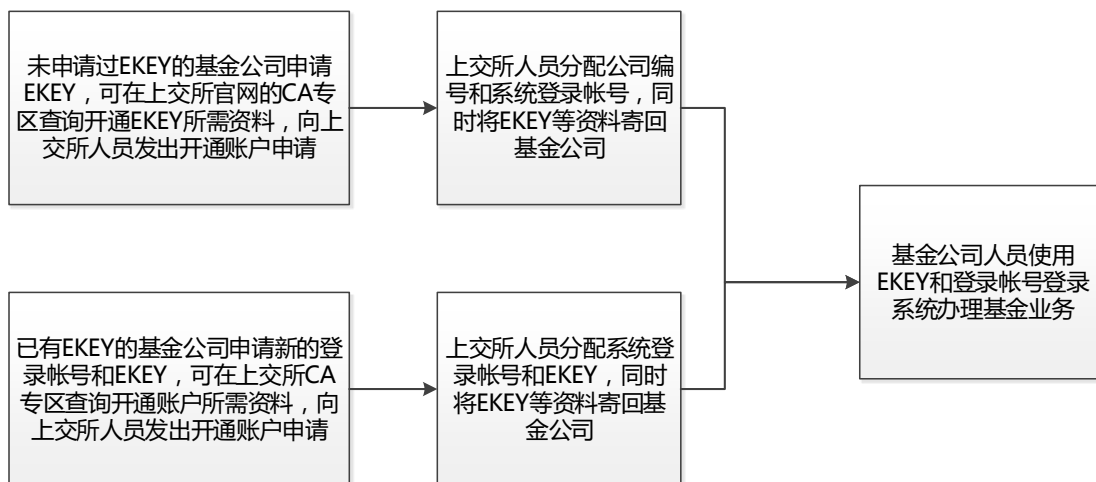 未申请过EKEY的基金公司申请
EKEY，可在上交所官网的CA专
区查询开通EKEY所需资料，向上
交所人员发出开通账户申请
上交所人员分配公司编
号和系统登录帐号，同
时将EKEY等资料寄回
基金公司
已有EKEY的基金公司申请新的登
录帐号和EKEY，可在上交所CA
专区查询开通账户所需资料，向
上交所人员发出开通账户申请
上交所人员分配系统登
录帐号和EKEY，同时
将EKEY等资料寄回基
金公司
基金公司人员使用
EKEY和登录帐号登录
系统办理基金业务